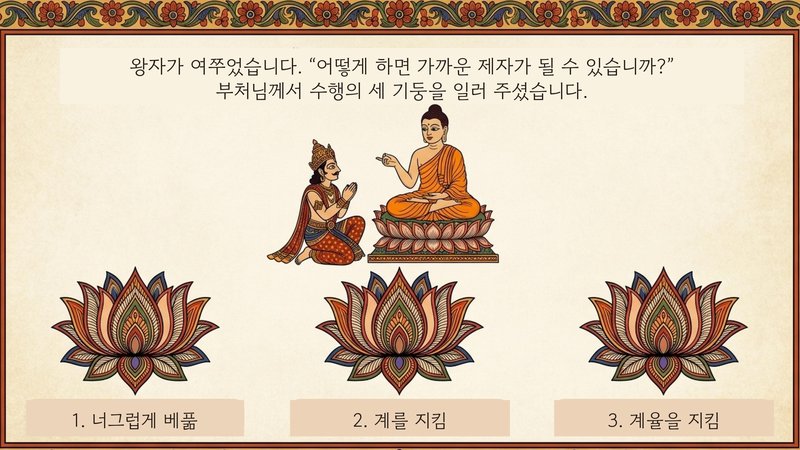 왕자가 여쭈었습니다. “어떻게 하면 가까운 제자가 될 수 있습니까?”
부처님께서 수행의 세 기둥을 일러 주셨습니다.
1. 너그럽게 베풂
2. 계를 지킴
3. 계율을 지킴